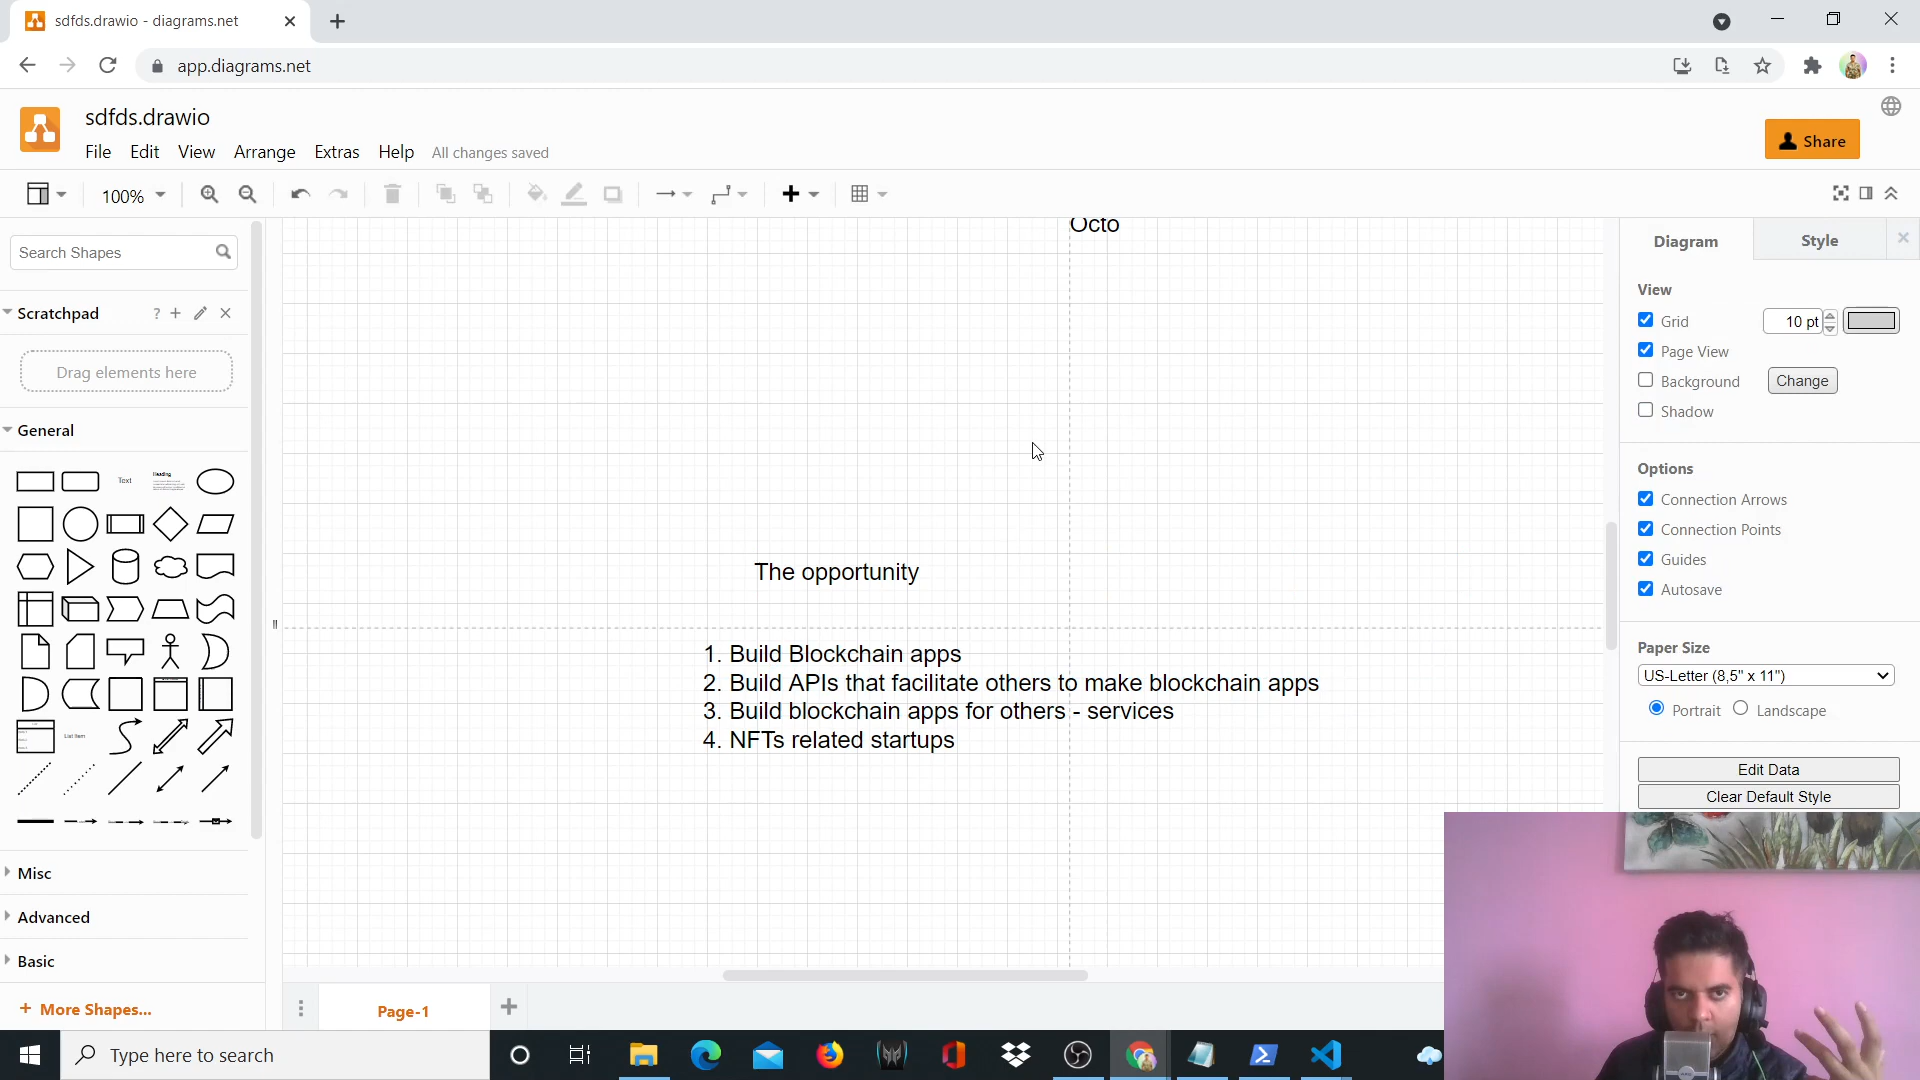 sdfds.drawio - diagrams.net
app.diagrams.net
sdfds.drawio
File Edit View Arrange Extras Help All changes saved
Share
100%
Search Shapes
Scratchpad
?
Drag elements here
General
Text
Heading
List Item
Misc
Advanced
Basic
+ More Shapes...
Octo
The opportunity
1. Build Blockchain apps
2. Build APIs that facilitate others to make blockchain apps
3. Build blockchain apps for others - services
4. NFTs related startups
Page-1
Diagram Style
View
Grid 10 pt
Page View
Background Change
Shadow
Options
Connection Arrows
Connection Points
Guides
Autosave
Paper Size
US-Letter (8,5" x 11")
Portrait Landscape
Edit Data
Clear Default Style
Type here to search